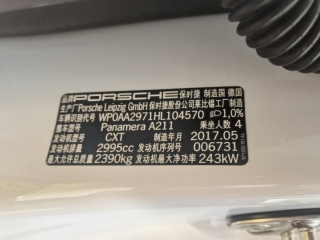 品牌 PORSCHE 保时捷 制造国 德国
生产厂 Porsche Leipzig GmbH 保时捷股份公司莱比锡工厂制造
车辆识别代号 WP0AA2971HL104570 1,0%
整车型号 Panamera A211 乘坐人数 4
发动机型号 CXT 制造年月 2017.05
发动机排量 2995cc 发动机序列号 006731
最大允许总质量 2390kg 发动机最大净功率 243kW